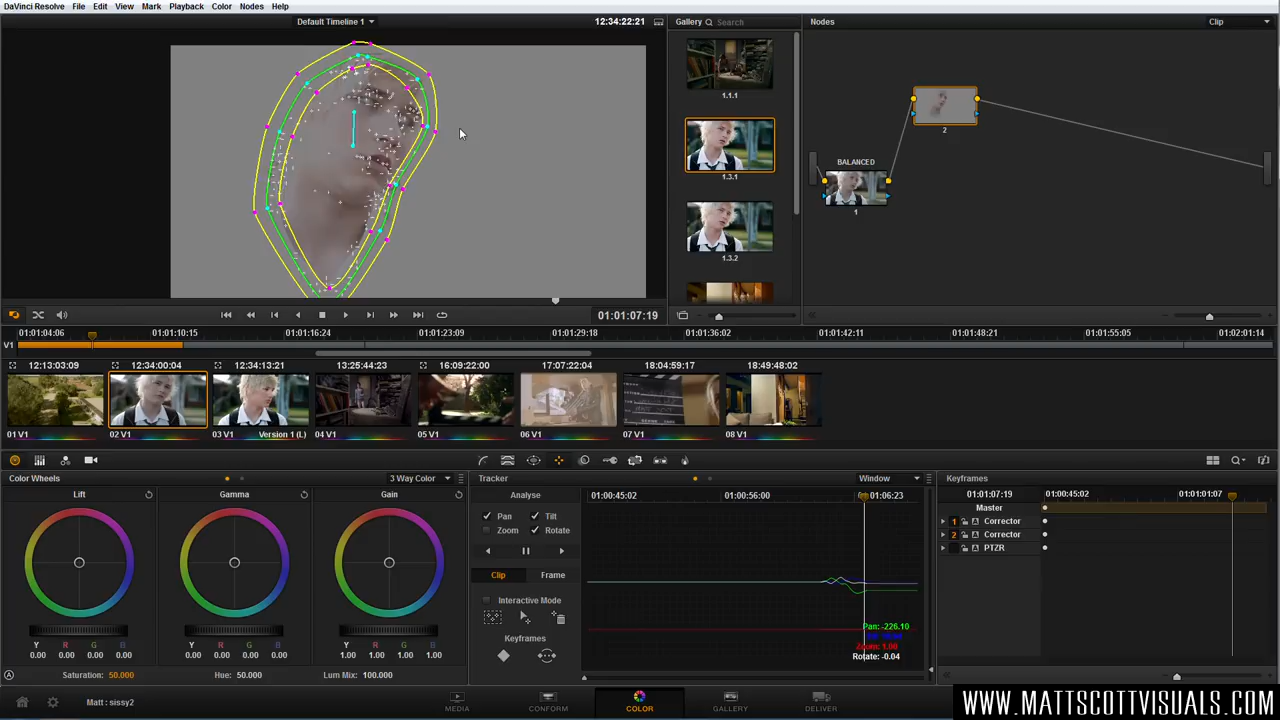 DaVinci Resolve File Edit View Mark Playback Color Nodes Help
Default Timeline 1 12:34:22:21 Gallery Search Nodes Clip
1.1.1
1.3.1
1.3.2
2
BALANCED
1
01:01:07:19
01:01:04:06 01:01:10:15 01:01:16:24 01:01:23:09 01:01:29:18 01:01:36:02 01:01:42:11 01:01:48:21 01:01:55:05 01:02:01:14
V1
12:13:03:09 12:34:00:04 12:34:13:21 13:25:44:23 16:09:22:00 17:07:22:04 18:04:59:17 18:49:48:02
01 V1 02 V1 03 V1 Version 1 (L) 04 V1 05 V1 06 V1 07 V1 08 V1
Color Wheels 3 Way Color Tracker Window Keyframes
Lift Gamma Gain
Analyse
Pan Tilt
Zoom Rotate
Clip Frame
Interactive Mode
Keyframes
01:00:45:02 01:00:56:00 01:06:23
Pan: -226.10
Zoom: 1.00
Rotate: -0.04
01:01:07:19 01:00:45:02 01:01:01:07
Master
1 Corrector
2 Corrector
PTZR
Y R G B Y R G B Y R G B
0.00 0.00 0.00 0.00 0.00 0.00 0.00 0.00 1.00 1.00 1.00 1.00
A Saturation: 50.000 Hue: 50.000 Lum Mix: 100.000
Matt : sissy2 MEDIA CONFORM COLOR GALLERY DELIVER
WWW.MATTSCOTTVISUALS.COM